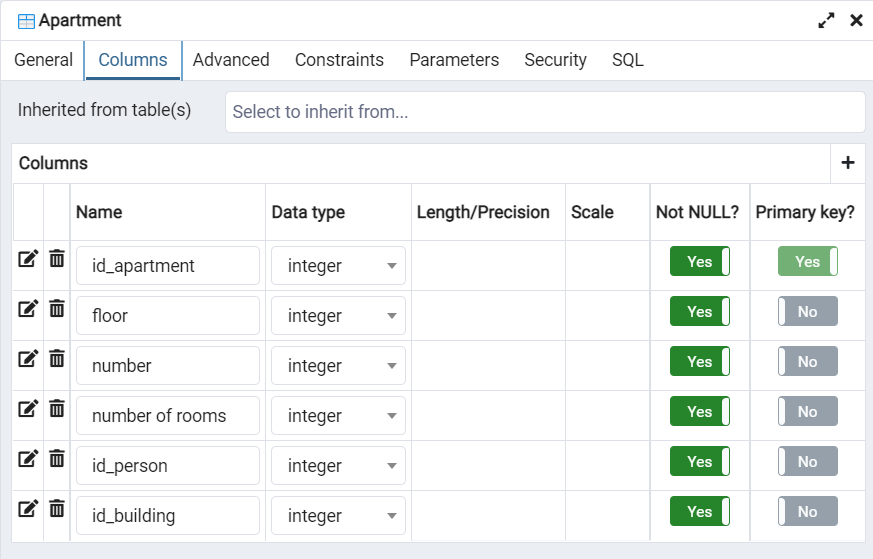 Apartment
General Columns Advanced Constraints Parameters Security SQL
Inherited from table(s) Select to inherit from...
Columns
Name Data type Length/Precision Scale Not NULL? Primary key?
id_apartment integer Yes Yes
floor integer Yes No
number integer Yes No
number of rooms integer Yes No
id_person integer Yes No
id_building integer Yes No